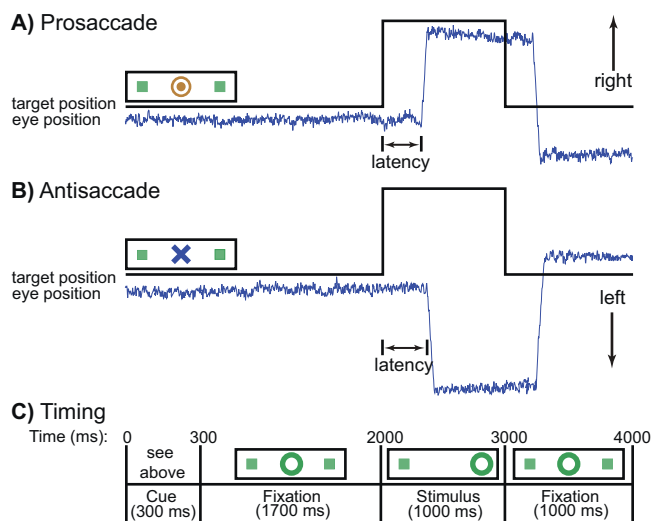 A) Prosaccade
right
target position
eye position
latency
B) Antisaccade
target position
eye position
left
latency
C) Timing
Time (ms): 0 300 2000 3000 4000
see
above
Cue Fixation Stimulus Fixation
(300 ms) (1700 ms) (1000 ms) (1000 ms)